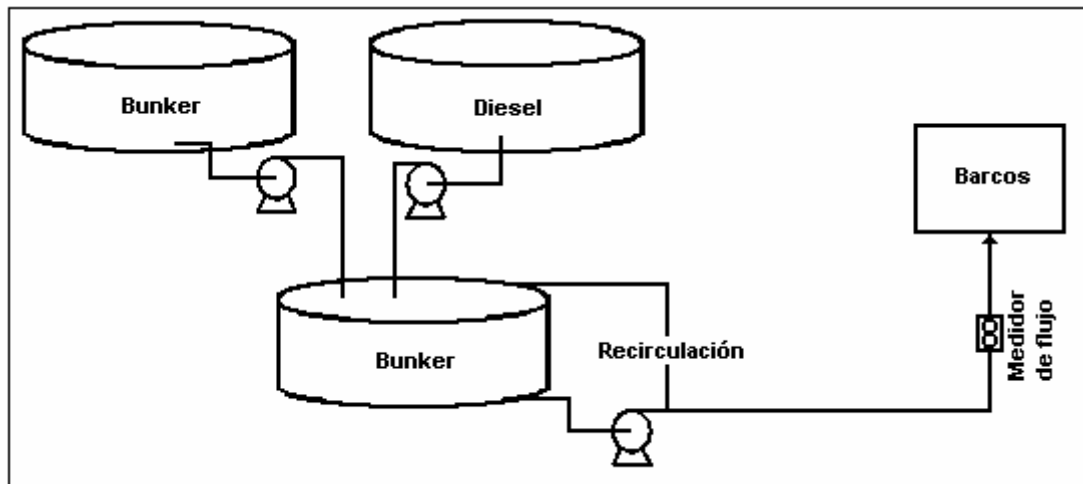 Bunker
Diesel
Barcos
Bunker
Recirculación
Medidor
de flujo